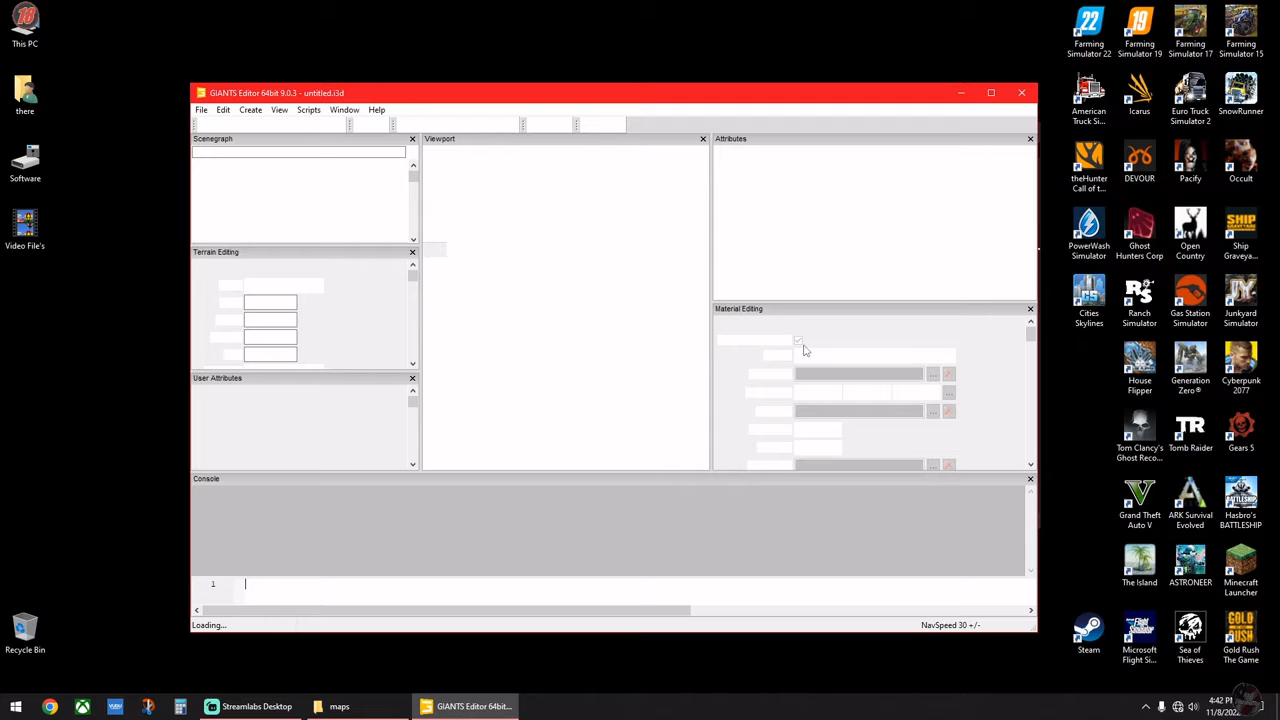 This PC
there
Software
Video File's
Recycle Bin
GIANTS Editor 64bit 9.0.3 - untitled.i3d
File Edit Create View Scripts Window Help
Scenegraph
Viewport
Attributes
Terrain Editing
User Attributes
Material Editing
Console
1
Loading...
NavSpeed 30 +/-
Farming Simulator 22
Farming Simulator 19
Farming Simulator 17
Farming Simulator 15
American Truck Si...
Icarus
Euro Truck Simulator 2
SnowRunner
theHunter Call of t...
DEVOUR
Pacify
Occult
PowerWash Simulator
Ghost Hunters Corp
Open Country
Ship Graveya...
Cities Skylines
Ranch Simulator
Gas Station Simulator
Junkyard Simulator
House Flipper
Generation Zero®
Cyberpunk 2077
Tom Clancy's Ghost Reco...
Tomb Raider
Gears 5
Grand Theft Auto V
ARK Survival Evolved
Hasbro's BATTLESHIP
The Island
ASTRONEER
Minecraft Launcher
Steam
Microsoft Flight Si...
Sea of Thieves
Gold Rush The Game
Streamlabs Desktop
maps
GIANTS Editor 64bit...
4:42 PM